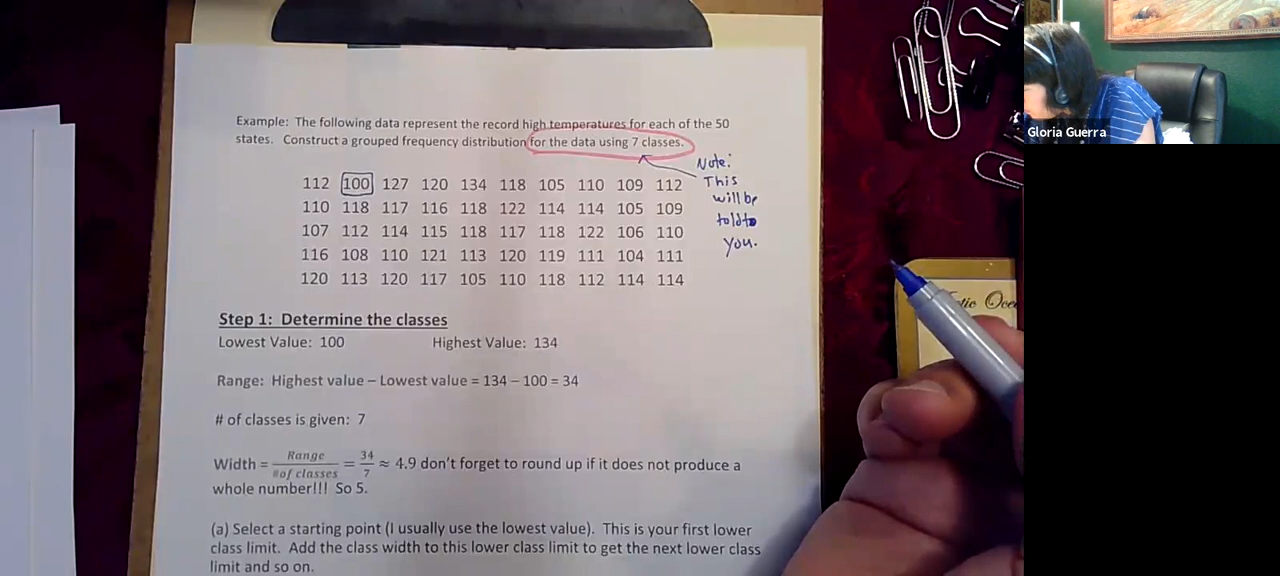 Example: The following data represent the record high temperatures for each of the 50
states. Construct a grouped frequency distribution for the data using 7 classes.
Note:
This
will be
told to
you.
112 100 127 120 134 118 105 110 109 112
110 118 117 116 118 122 114 114 105 109
107 112 114 115 118 117 118 122 106 110
116 108 110 121 113 120 119 111 104 111
120 113 120 117 105 110 118 112 114 114
Step 1: Determine the classes
Lowest Value: 100 Highest Value: 134
Range: Highest value – Lowest value = 134 – 100 = 34
# of classes is given: 7
Width = Range / #of classes = 34 / 7 ≈ 4.9 don't forget to round up if it does not produce a
whole number!!! So 5.
(a) Select a starting point (I usually use the lowest value). This is your first lower
class limit. Add the class width to this lower class limit to get the next lower class
limit and so on.
Gloria Guerra